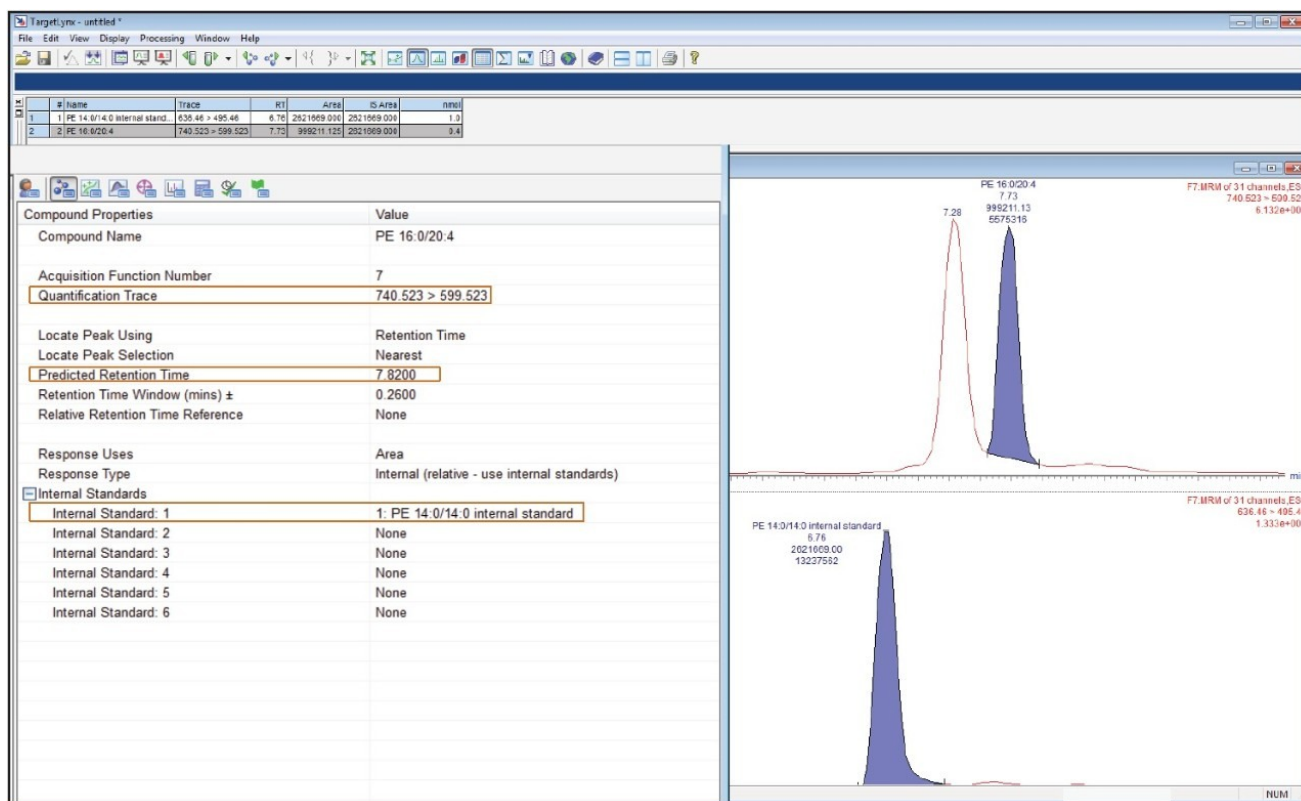 TargetLynx - untitled *
File Edit View Display Processing Window Help
# Name Trace RT Area IS Area nmol
1 1 PE 14:0/14:0 internal stand... 636.46 > 495.46 6.76 2621669.000 2621669.000 1.0
2 2 PE 16:0/20:4 740.523 > 599.523 7.73 999211.125 2621669.000 0.4
Compound Properties Value
Compound Name PE 16:0/20:4
Acquisition Function Number 7
Quantification Trace 740.523 > 599.523
Locate Peak Using Retention Time
Locate Peak Selection Nearest
Predicted Retention Time 7.8200
Retention Time Window (mins) ± 0.2600
Relative Retention Time Reference None
Response Uses Area
Response Type Internal (relative - use internal standards)
Internal Standards
Internal Standard: 1 1: PE 14:0/14:0 internal standard
Internal Standard: 2 None
Internal Standard: 3 None
Internal Standard: 4 None
Internal Standard: 5 None
Internal Standard: 6 None
PE 16:0/20:4
7.73
999211.13
5575316
7.28
F7:MRM of 31 channels,ES
740.523 > 599.52
6.132e+00
min
PE 14:0/14:0 internal standard
6.76
2621669.00
13237562
F7:MRM of 31 channels,ES
636.46 > 495.4
1.333e+00
NUM